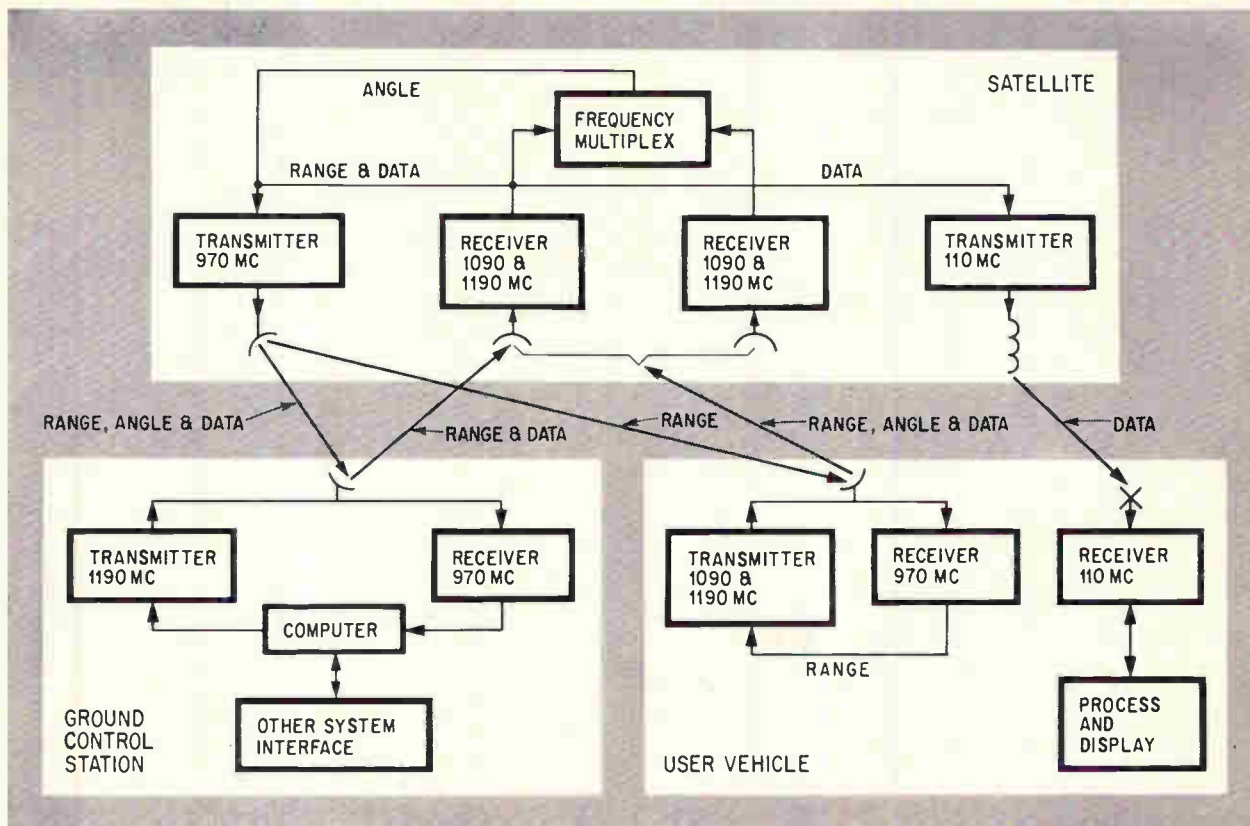 ANGLE
SATELLITE
FREQUENCY
MULTIPLEX
RANGE & DATA
DATA
TRANSMITTER
970 MC
RECEIVER
1090 &
1190 MC
RECEIVER
1090 &
1190 MC
TRANSMITTER
110 MC
RANGE, ANGLE & DATA
RANGE & DATA
RANGE
RANGE, ANGLE & DATA
DATA
TRANSMITTER
1190 MC
RECEIVER
970 MC
COMPUTER
OTHER SYSTEM
INTERFACE
GROUND
CONTROL
STATION
TRANSMITTER
1090 &
1190 MC
RECEIVER
970 MC
RECEIVER
110 MC
RANGE
PROCESS
AND
DISPLAY
USER VEHICLE